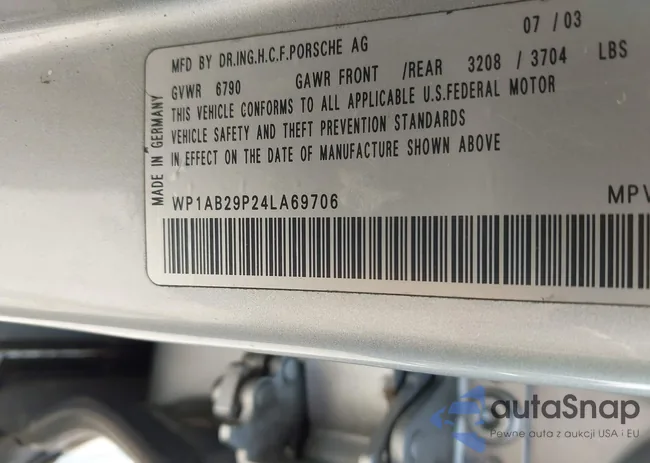 MFD BY DR.ING.H.C.F.PORSCHE AG 07 / 03
GVWR 6790 GAWR FRONT /REAR 3208 / 3704 LBS
THIS VEHICLE CONFORMS TO ALL APPLICABLE U.S.FEDERAL MOTOR
VEHICLE SAFETY AND THEFT PREVENTION STANDARDS
IN EFFECT ON THE DATE OF MANUFACTURE SHOWN ABOVE
MADE IN GERMANY
WP1AB29P24LA69706 MPV
autaSnap
Pewne auta z aukcji USA i EU